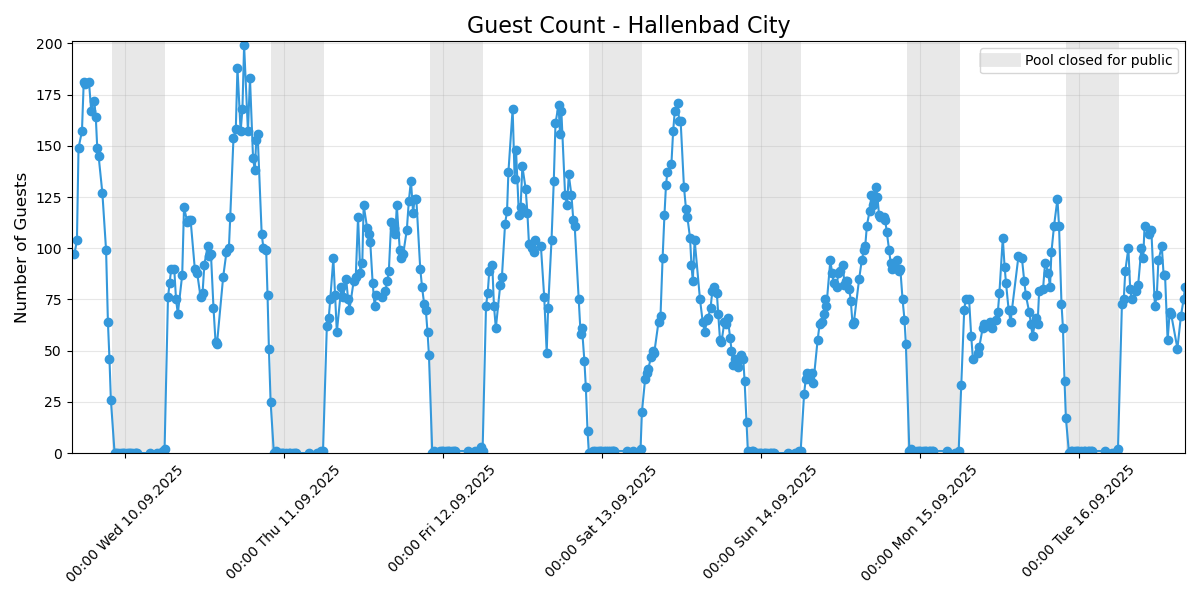 Guest Count - Hallenbad City
Number of Guests
200
175
150
125
100
75
50
25
0
Pool closed for public
00:00 Wed 10.09.2025
00:00 Thu 11.09.2025
00:00 Fri 12.09.2025
00:00 Sat 13.09.2025
00:00 Sun 14.09.2025
00:00 Mon 15.09.2025
00:00 Tue 16.09.2025